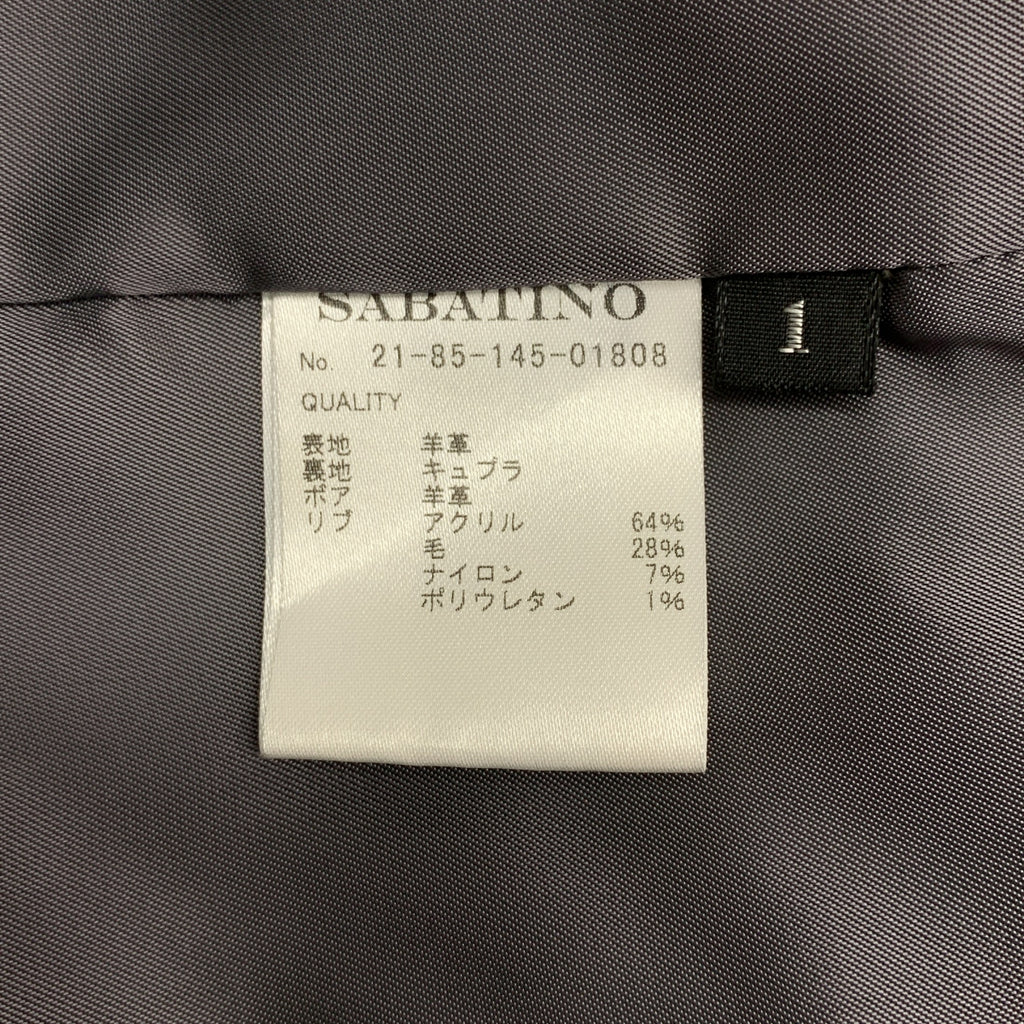 SABATINO
No. 21-85-145-01808
QUALITY
表地 羊革
裏地 キュプラ
ボア 羊革
リブ アクリル 64%
毛 28%
ナイロン 7%
ポリウレタン 1%
1